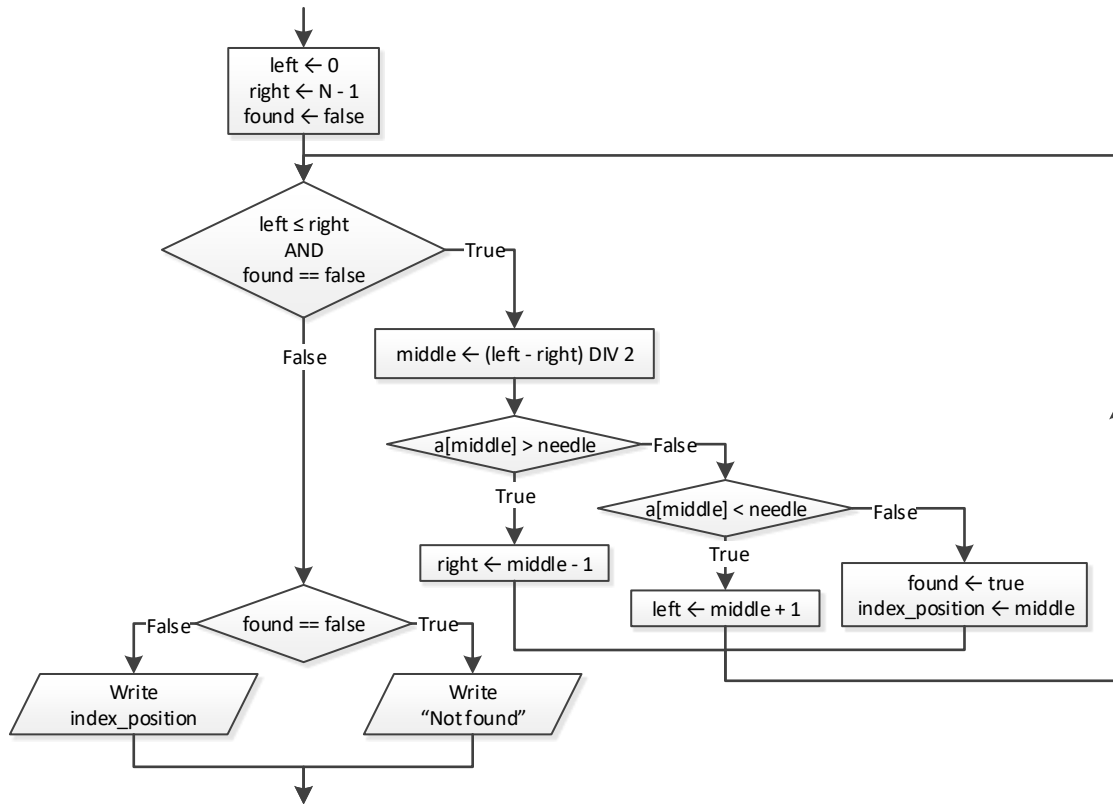 left ← 0
right ← N - 1
found ← false
left ≤ right
AND
found == false
True
False
middle ← (left - right) DIV 2
a[middle] > needle
False
True
a[middle] < needle
False
True
right ← middle - 1
left ← middle + 1
found ← true
index_position ← middle
found == false
False
True
Write
index_position
Write
“Not found”